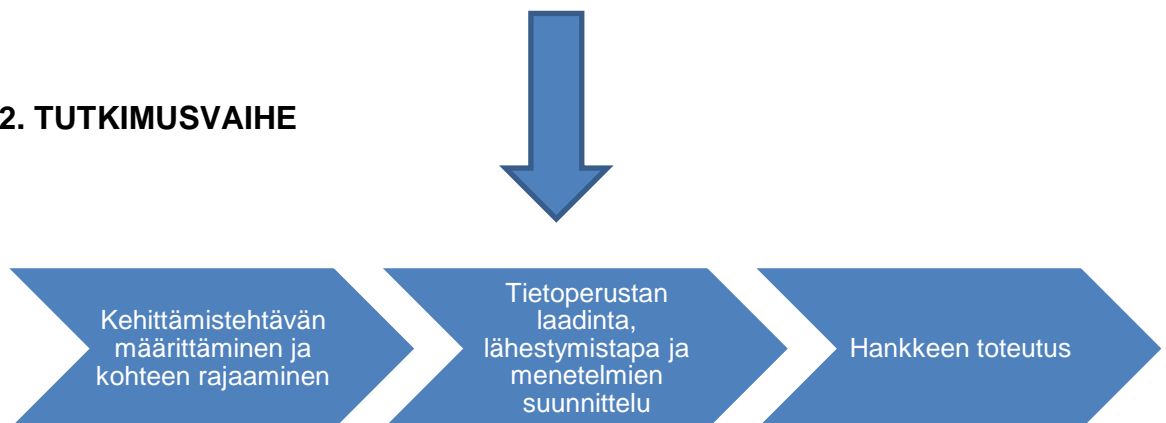 2. TUTKIMUSVAIHE
Kehittämistehtävän
määrittäminen ja
kohteen rajaaminen
Tietoperustan
laadinta,
lähestymistapa ja
menetelmien
suunnittelu
Hankkeen toteutus